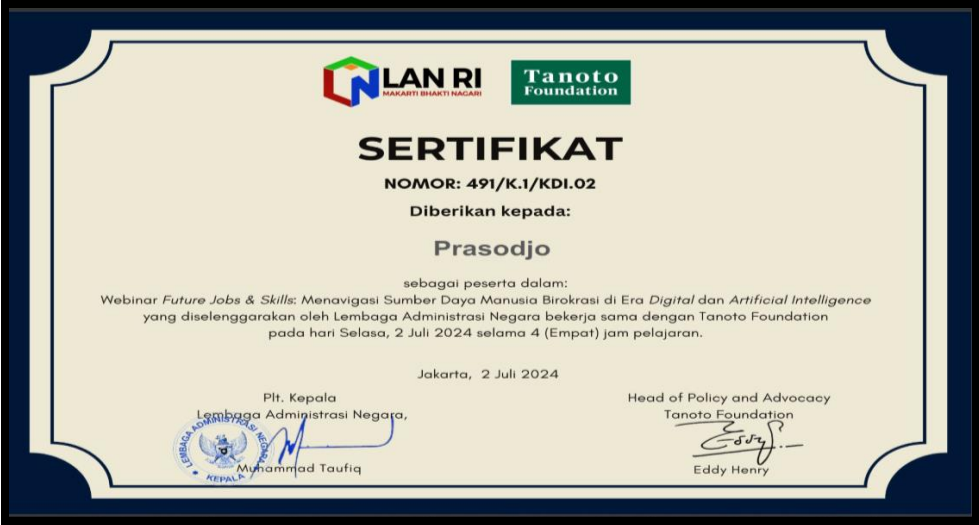 LAN RI
MAKARTI BHAKTI NAGARI
Tanoto
Foundation
SERTIFIKAT
NOMOR: 491/K.1/KDI.02
Diberikan kepada:
Prasodjo
sebagai peserta dalam:
Webinar Future Jobs & Skills: Menavigasi Sumber Daya Manusia Birokrasi di Era Digital dan Artificial Intelligence
yang diselenggarakan oleh Lembaga Administrasi Negara bekerja sama dengan Tanoto Foundation
pada hari Selasa, 2 Juli 2024 selama 4 (Empat) jam pelajaran.
Jakarta, 2 Juli 2024
Plt. Kepala
Lembaga Administrasi Negara,
LEMBAGA ADMINISTRASI NEGARA
KEPALA
Muhammad Taufiq
Head of Policy and Advocacy
Tanoto Foundation
Eddy Henry